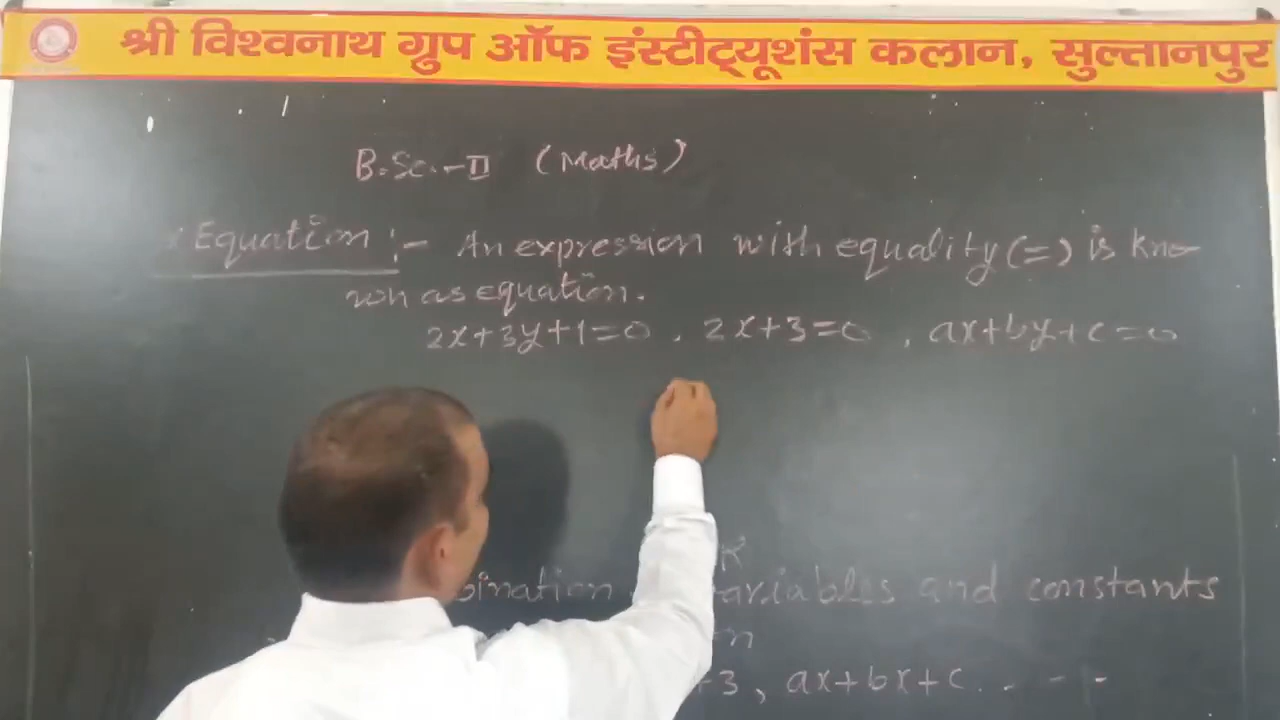 श्री विश्वनाथ ग्रुप ऑफ इंस्टीट्यूशंस कलान, सुल्तानपुर
B.Sc.-II (Maths)
Equation :- An expression with equality (=) is kno-
wn as equation.
2x+3y+1=0, 2x+3=0, ax+by+c=0
variables and constants
+3, ax+bx+c. - - -